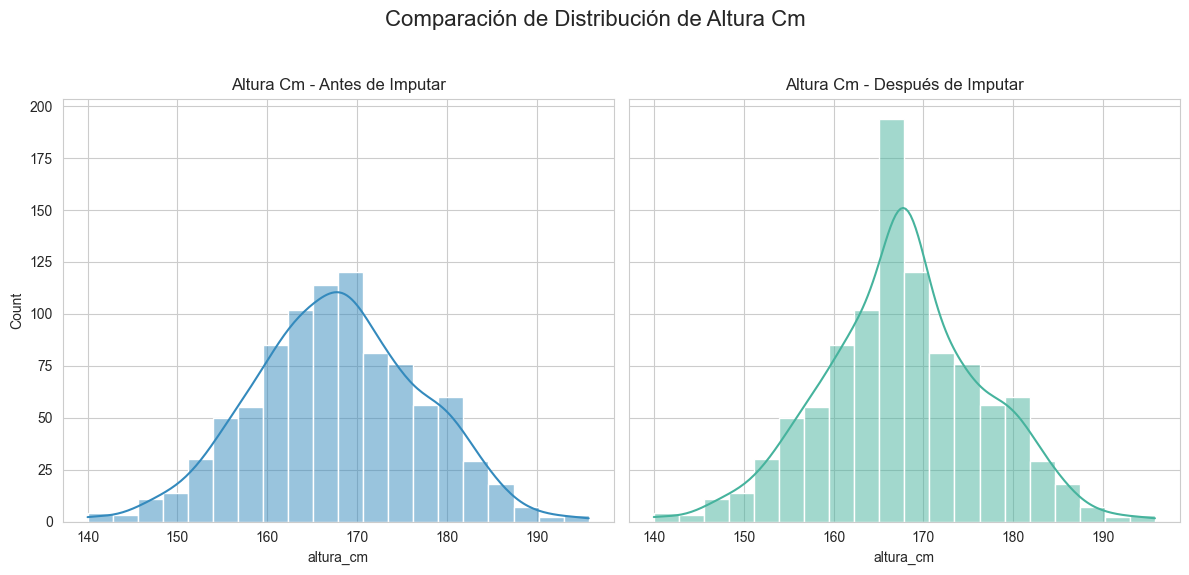 Comparación de Distribución de Altura Cm
Altura Cm - Antes de Imputar
Altura Cm - Después de Imputar
200
175
150
125
100
75
50
25
0
Count
140 150 160 170 180 190
altura_cm
140 150 160 170 180 190
altura_cm